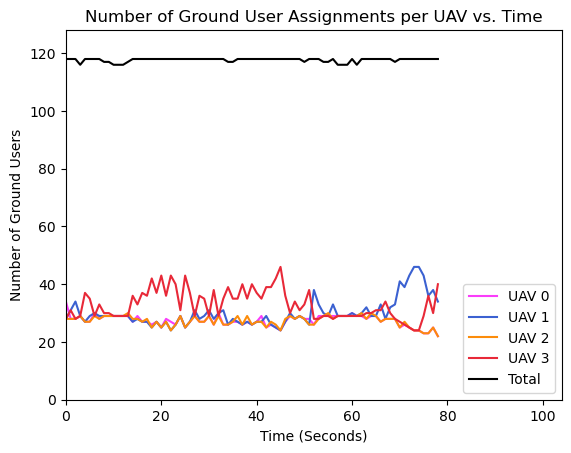 Number of Ground User Assignments per UAV vs. Time
Number of Ground Users
120
100
80
60
40
20
0
0 20 40 60 80 100
Time (Seconds)
UAV 0
UAV 1
UAV 2
UAV 3
Total